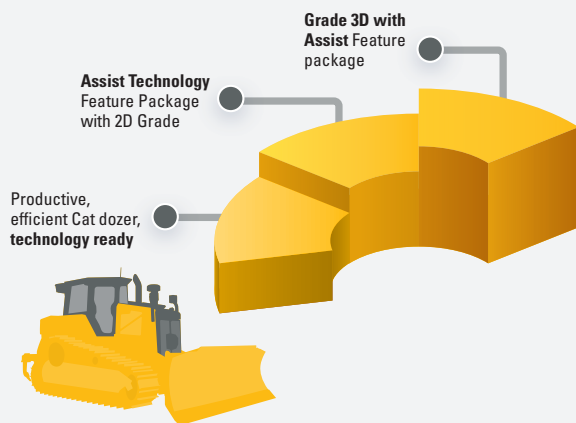 Grade 3D with
Assist Feature
package
Assist Technology
Feature Package
with 2D Grade
Productive,
efficient Cat dozer,
technology ready